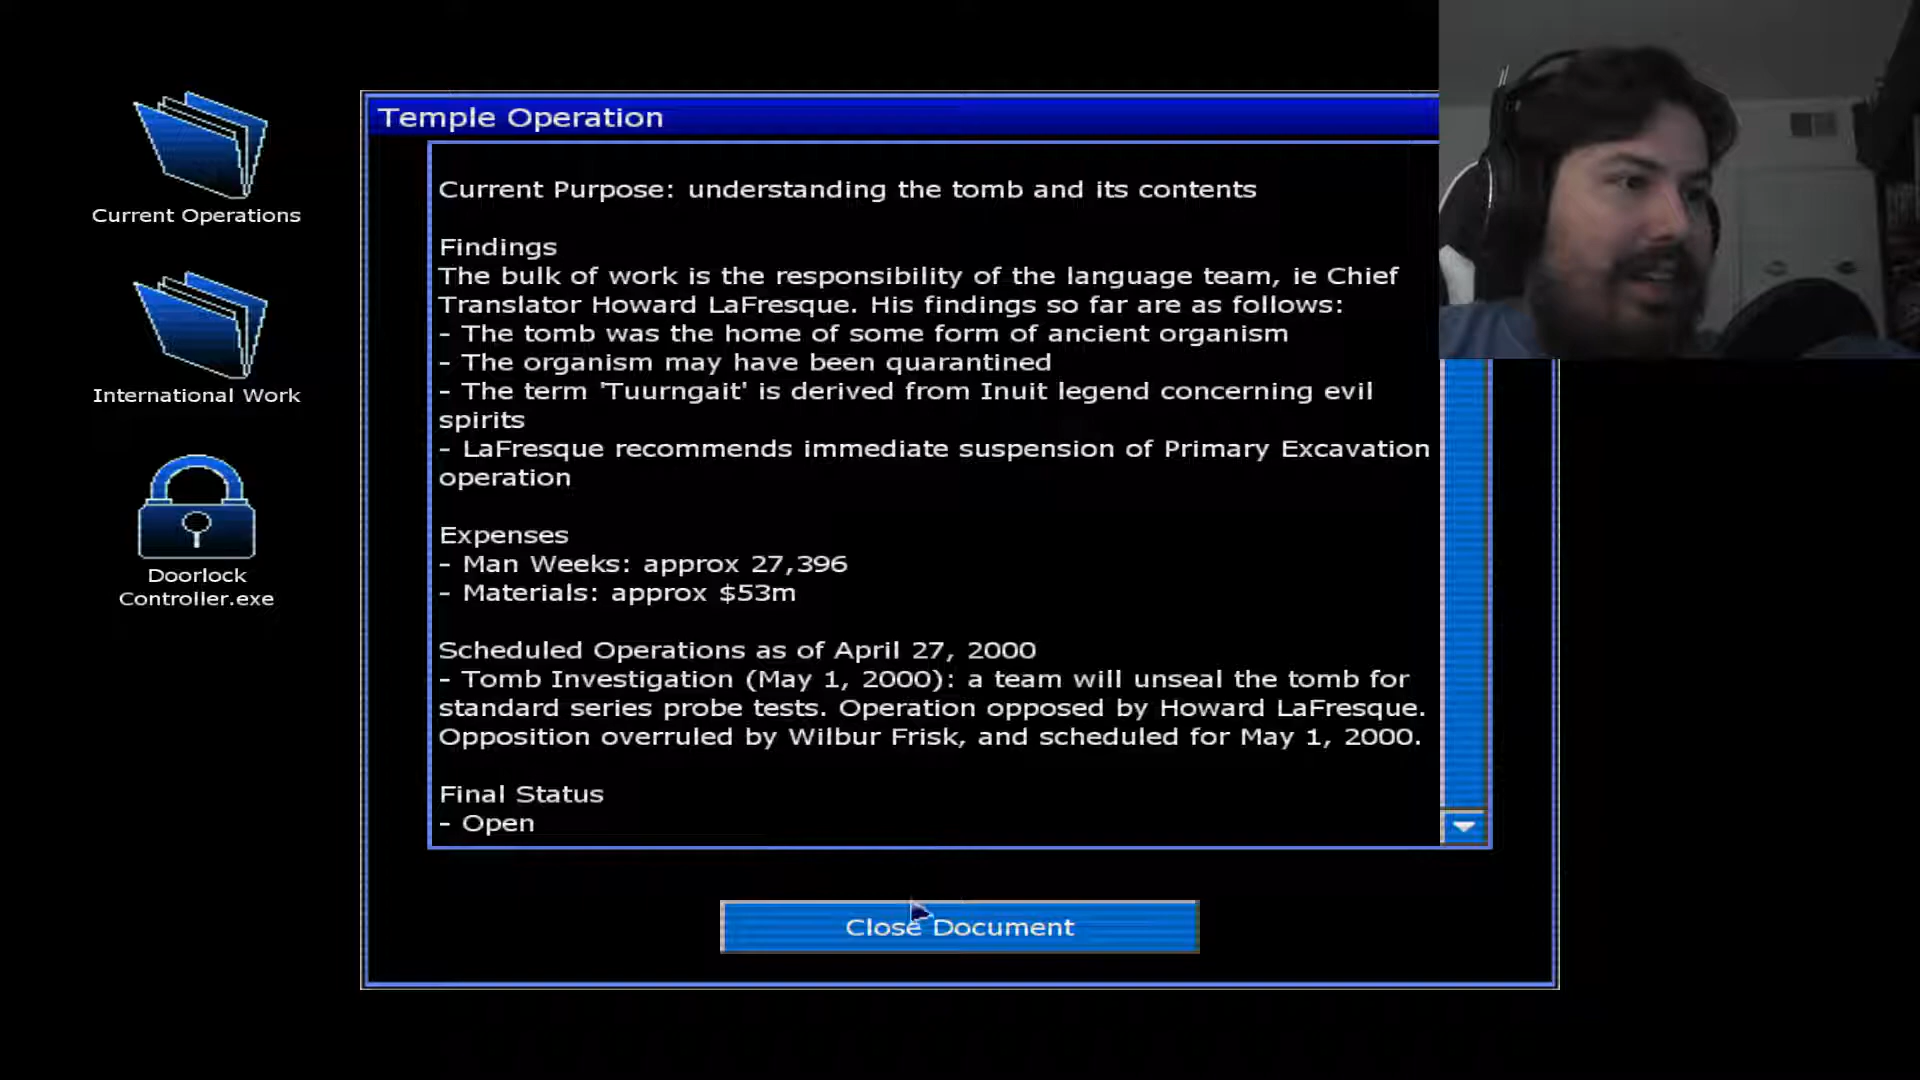 Temple Operation
Current Purpose: understanding the tomb and its contents
Findings
The bulk of work is the responsibility of the language team, ie Chief
Translator Howard LaFresque. His findings so far are as follows:
- The tomb was the home of some form of ancient organism
- The organism may have been quarantined
- The term 'Tuurngait' is derived from Inuit legend concerning evil
spirits
- LaFresque recommends immediate suspension of Primary Excavation
operation
Expenses
- Man Weeks: approx 27,396
- Materials: approx $53m
Scheduled Operations as of April 27, 2000
- Tomb Investigation (May 1, 2000): a team will unseal the tomb for
standard series probe tests. Operation opposed by Howard LaFresque.
Opposition overruled by Wilbur Frisk, and scheduled for May 1, 2000.
Final Status
- Open
Close Document
Current Operations
International Work
Doorlock
Controller.exe